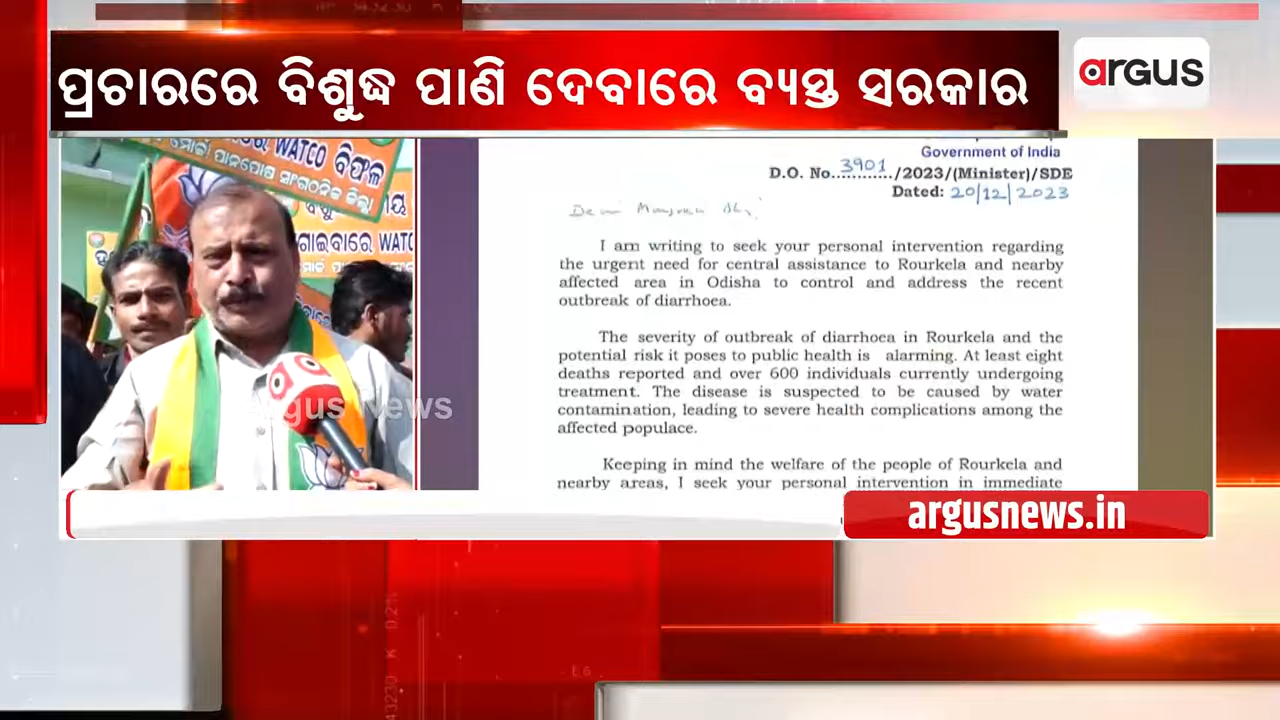 ପ୍ରଚାରରେ ବିଶୁଦ୍ଧ ପାଣି ଦେବାରେ ବ୍ୟସ୍ତ ସରକାର
argus
WATCO ବିଫଳ
ମୋର୍ଚ୍ଚା ପାନପୋଷ ସାଂଗଠନିକ ଜିଲ୍ଲା
WATC
Argus News
Government of India
D.O. No. 3901 /2023/(Minister)/SDE
Dated: 20/12/2023
I am writing to seek your personal intervention regarding
the urgent need for central assistance to Rourkela and nearby
affected area in Odisha to control and address the recent
outbreak of diarrhoea.
The severity of outbreak of diarrhoea in Rourkela and the
potential risk it poses to public health is alarming. At least eight
deaths reported and over 600 individuals currently undergoing
treatment. The disease is suspected to be caused by water
contamination, leading to severe health complications among the
affected populace.
Keeping in mind the welfare of the people of Rourkela and
nearby areas, I seek your personal intervention in immediate
argusnews.in